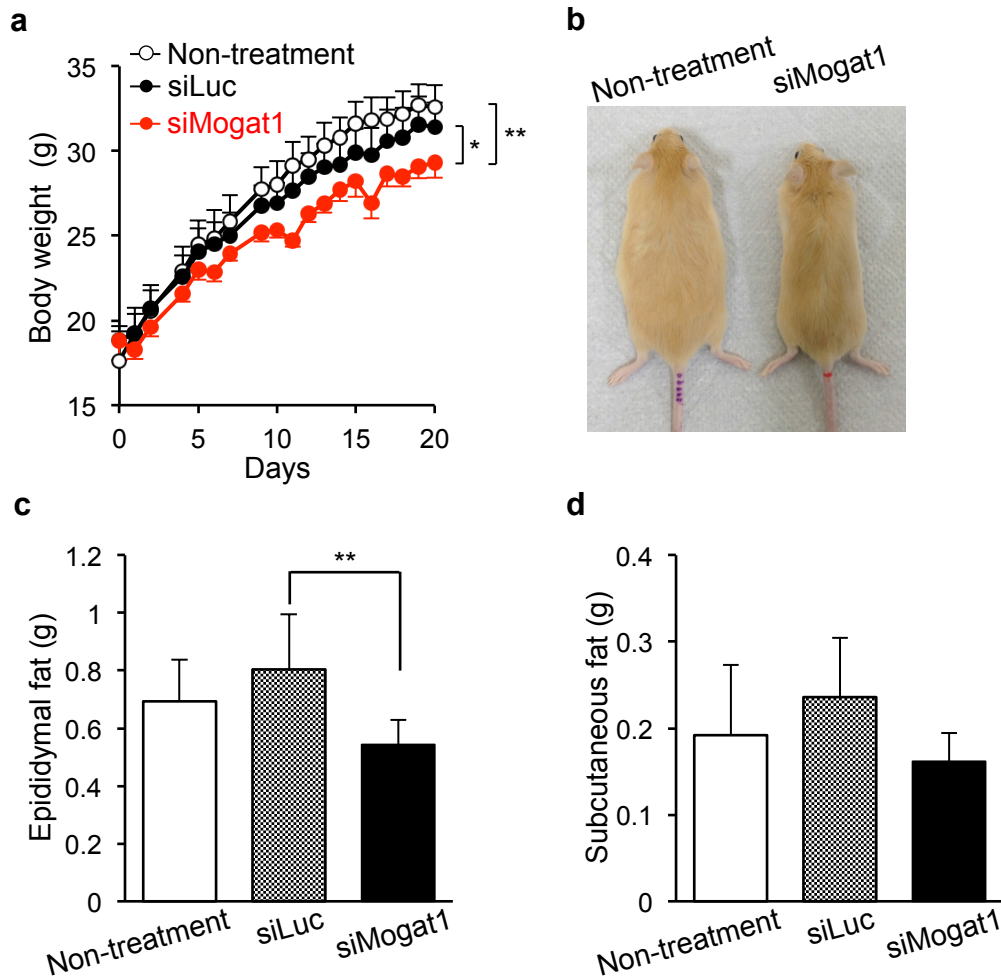 a
Non-treatment
siLuc
siMogat1
35
30
25
20
15
Body weight (g)
0 5 10 15 20
Days
*
**
b
Non-treatment
siMogat1
c
**
1.2
1
0.8
0.6
0.4
0.2
0
Epididymal fat (g)
Non-treatment
siLuc
siMogat1
d
0.4
0.3
0.2
0.1
0
Subcutaneous fat (g)
Non-treatment
siLuc
siMogat1